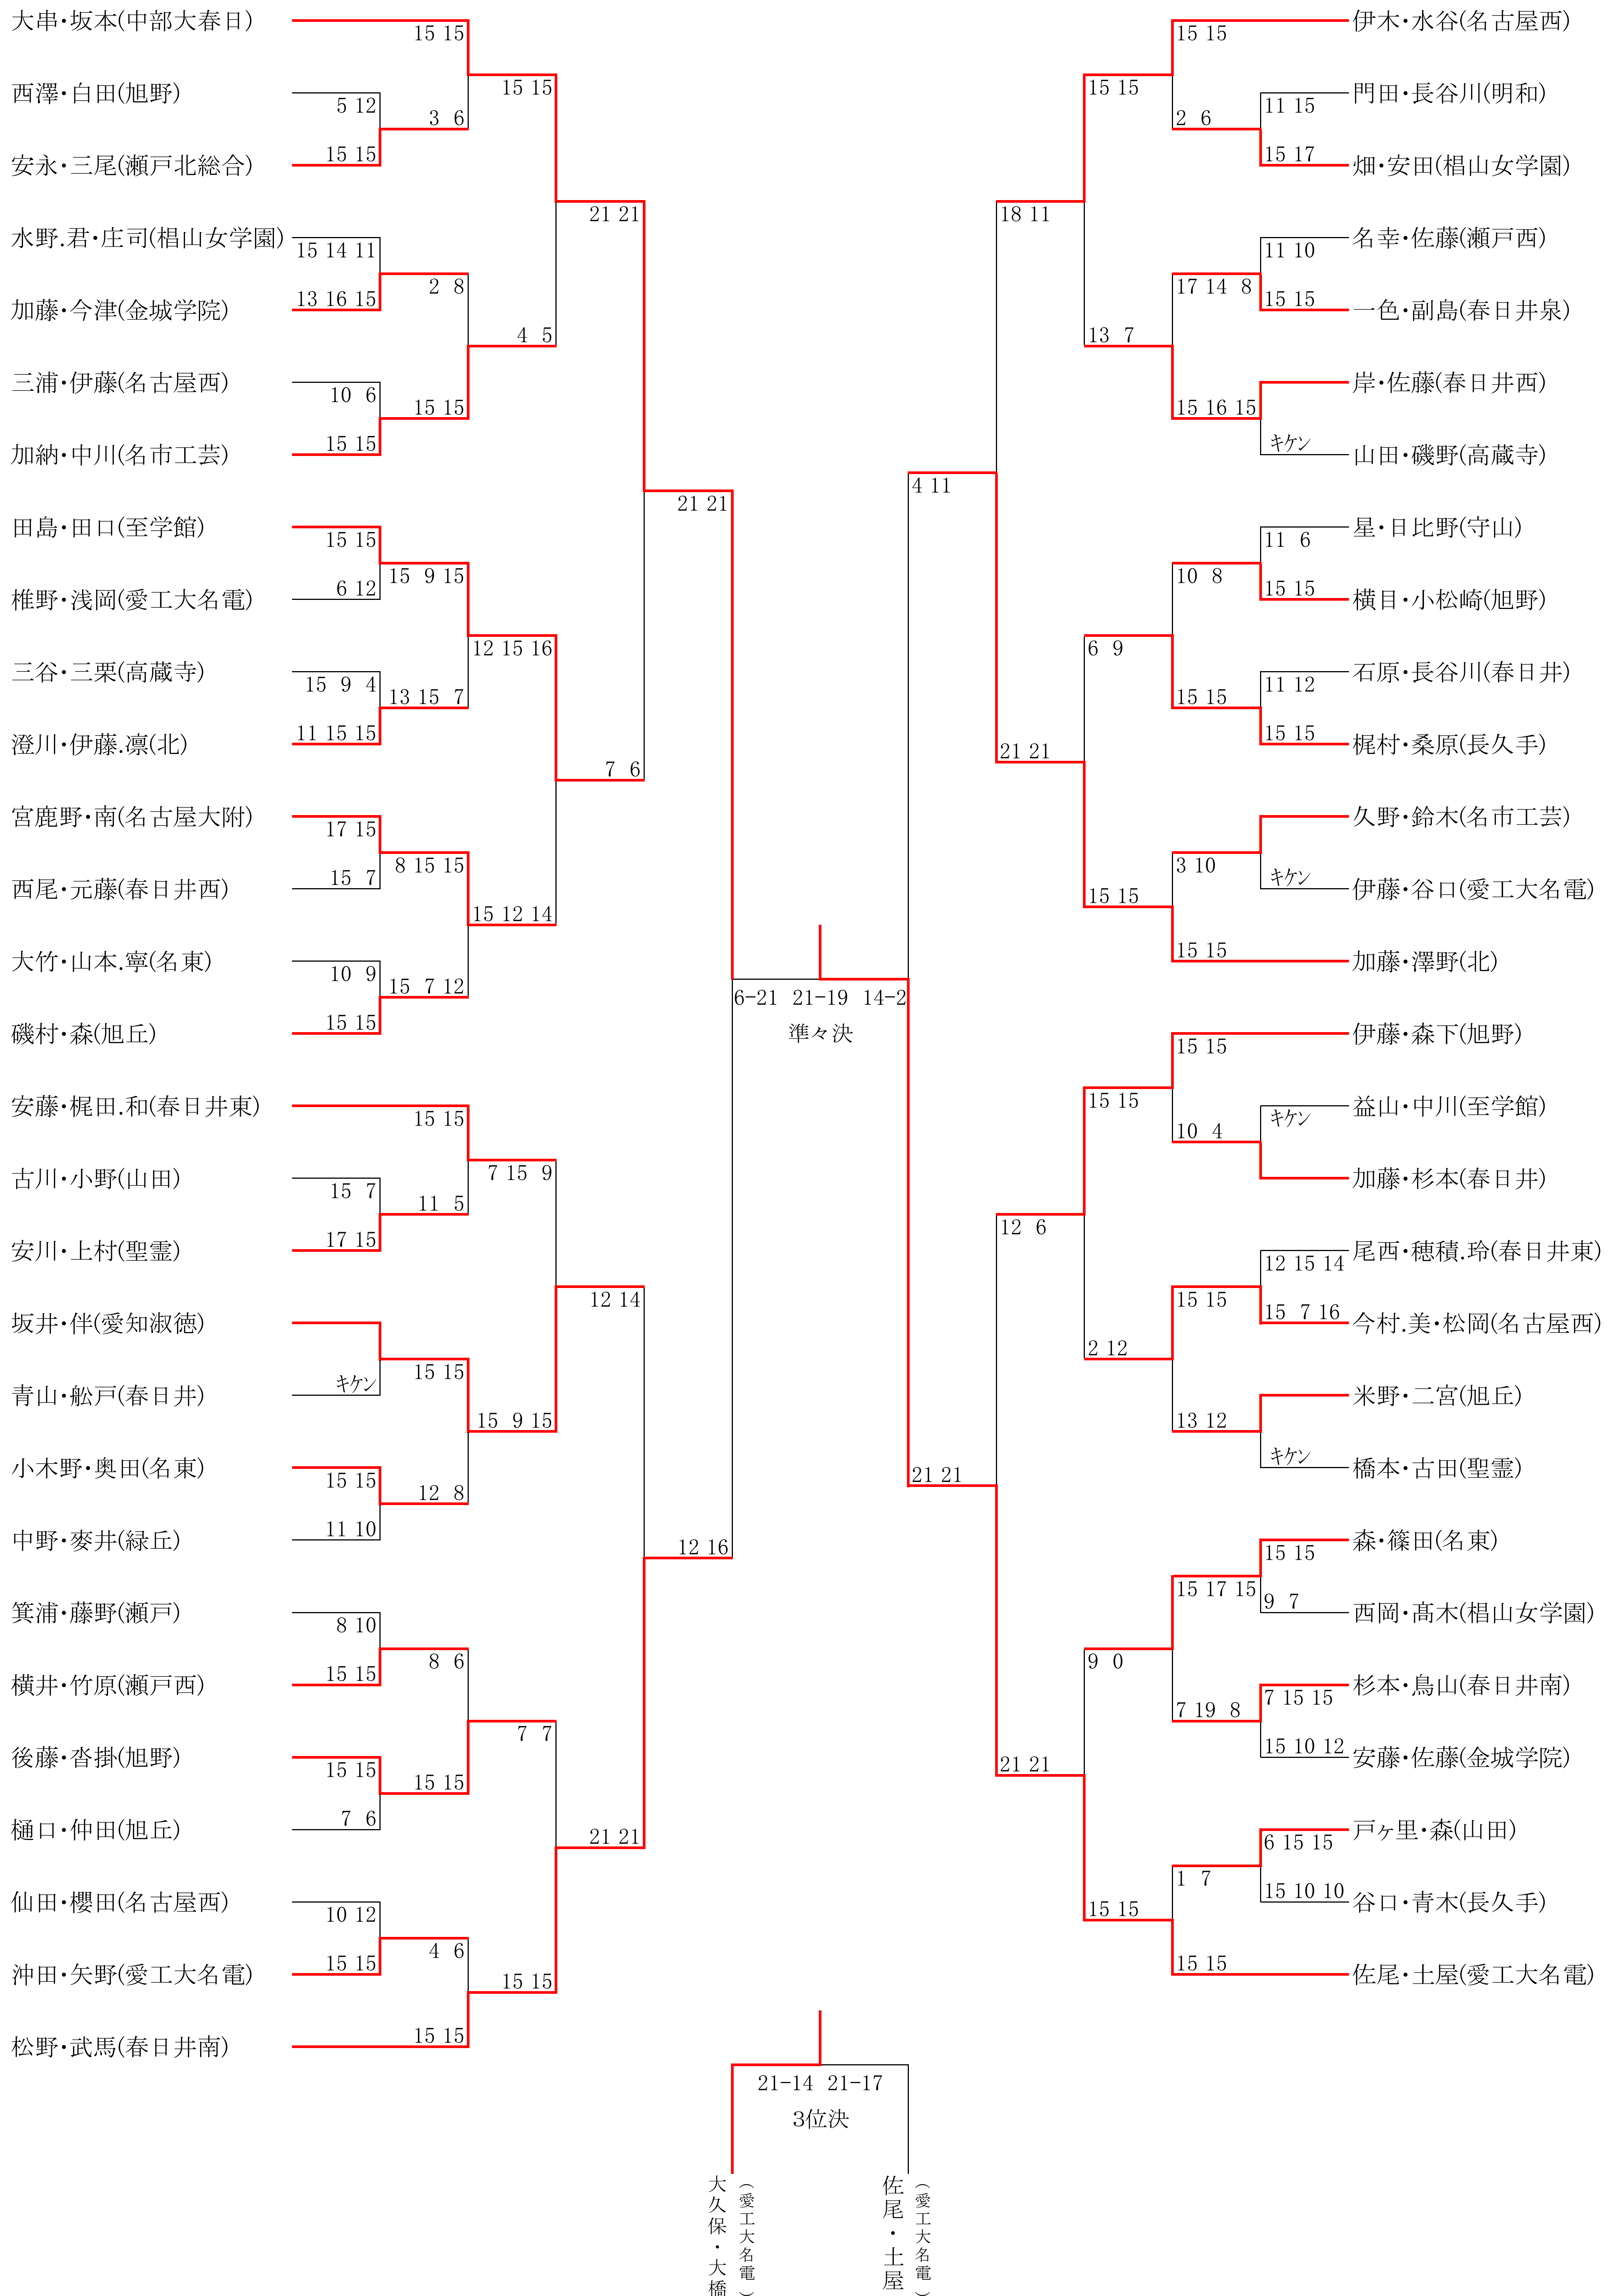 大串・坂本(中部大春日)
15 15
15 15
西澤・白田(旭野)
5 12
3 6
安永・三尾(瀬戸北総合)
15 15
21 21
水野.君・庄司(椙山女学園)
15 14 11
2 8
加藤・今津(金城学院)
13 16 15
4 5
三浦・伊藤(名古屋西)
10 6
15 15
加納・中川(名市工芸)
15 15
21 21
田島・田口(至学館)
15 15
15 9 15
椎野・浅岡(愛工大名電)
6 12
12 15 16
三谷・三栗(高蔵寺)
15 9 4
13 15 7
澄川・伊藤.凛(北)
11 15 15
7 6
宮鹿野・南(名古屋大附)
17 15
8 15 15
西尾・元藤(春日井西)
15 7
15 12 14
大竹・山本.寧(名東)
10 9
15 7 12
磯村・森(旭丘)
15 15
安藤・梶田.和(春日井東)
15 15
7 15 9
古川・小野(山田)
15 7
11 5
安川・上村(聖霊)
17 15
12 14
坂井・伴(愛知淑徳)
15 15
青山・舩戸(春日井)
キケン
15 9 15
小木野・奥田(名東)
15 15
12 8
中野・麥井(緑丘)
11 10
12 16
箕浦・藤野(瀬戸)
8 10
8 6
横井・竹原(瀬戸西)
15 15
7 7
後藤・沓掛(旭野)
15 15
15 15
樋口・仲田(旭丘)
7 6
21 21
仙田・櫻田(名古屋西)
10 12
4 6
沖田・矢野(愛工大名電)
15 15
15 15
松野・武馬(春日井南)
15 15
6-21 21-19 14-2
準々決
伊木・水谷(名古屋西)
15 15
15 15
門田・長谷川(明和)
11 15
2 6
畑・安田(椙山女学園)
15 17
18 11
名幸・佐藤(瀬戸西)
11 10
17 14 8
一色・副島(春日井泉)
15 15
13 7
岸・佐藤(春日井西)
15 16 15
山田・磯野(高蔵寺)
キケン
4 11
星・日比野(守山)
11 6
10 8
横目・小松崎(旭野)
15 15
6 9
石原・長谷川(春日井)
11 12
15 15
梶村・桑原(長久手)
15 15
21 21
久野・鈴木(名市工芸)
3 10
伊藤・谷口(愛工大名電)
キケン
15 15
加藤・澤野(北)
15 15
伊藤・森下(旭野)
15 15
15 15
益山・中川(至学館)
キケン
10 4
加藤・杉本(春日井)
12 6
尾西・穂積.玲(春日井東)
12 15 14
15 15
今村.美・松岡(名古屋西)
15 7 16
2 12
米野・二宮(旭丘)
13 12
橋本・古田(聖霊)
キケン
21 21
森・篠田(名東)
15 15
15 17 15
西岡・髙木(椙山女学園)
9 7
9 0
杉本・鳥山(春日井南)
7 15 15
7 19 8
安藤・佐藤(金城学院)
15 10 12
21 21
戸ヶ里・森(山田)
6 15 15
1 7
谷口・青木(長久手)
15 10 10
15 15
佐尾・土屋(愛工大名電)
15 15
21-14 21-17
3位決
大久保・大橋
(愛工大名電)
佐尾・土屋
(愛工大名電)